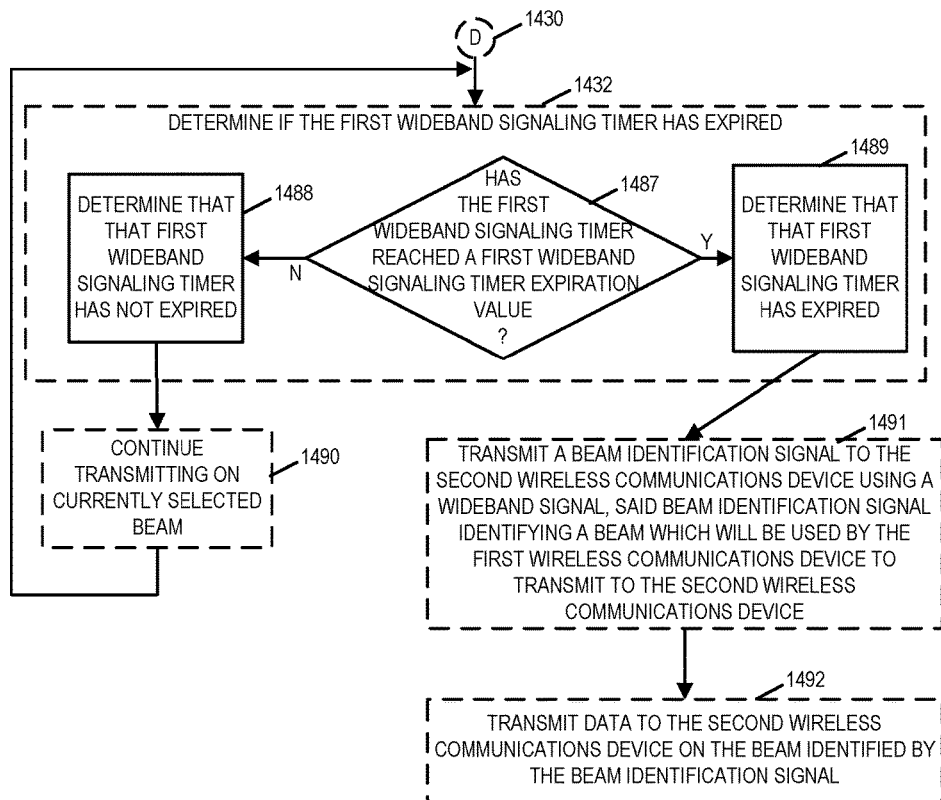 D
1430
1432
DETERMINE IF THE FIRST WIDEBAND SIGNALING TIMER HAS EXPIRED
1488
DETERMINE THAT
THAT FIRST
WIDEBAND
SIGNALING TIMER
HAS NOT EXPIRED
N
1487
HAS
THE FIRST
WIDEBAND SIGNALING TIMER
REACHED A FIRST WIDEBAND
SIGNALING TIMER EXPIRATION
VALUE
?
Y
1489
DETERMINE THAT
THAT FIRST
WIDEBAND
SIGNALING TIMER
HAS EXPIRED
1490
CONTINUE
TRANSMITTING ON
CURRENTLY SELECTED
BEAM
1491
TRANSMIT A BEAM IDENTIFICATION SIGNAL TO THE
SECOND WIRELESS COMMUNICATIONS DEVICE USING A
WIDEBAND SIGNAL, SAID BEAM IDENTIFICATION SIGNAL
IDENTIFYING A BEAM WHICH WILL BE USED BY THE
FIRST WIRELESS COMMUNICATIONS DEVICE TO
TRANSMIT TO THE SECOND WIRELESS
COMMUNICATIONS DEVICE
1492
TRANSMIT DATA TO THE SECOND WIRELESS
COMMUNICATIONS DEVICE ON THE BEAM IDENTIFIED BY
THE BEAM IDENTIFICATION SIGNAL